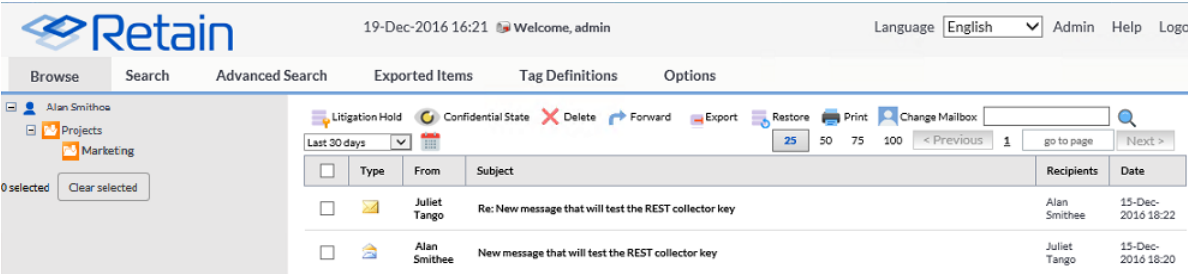 Retain 19-Dec-2016 16:21 Welcome, admin Language English Admin Help Logo
Browse Search Advanced Search Exported Items Tag Definitions Options
Alan Smithee
Projects
Marketing
0 selected Clear selected
Litigation Hold Confidential State Delete Forward Export Restore Print Change Mailbox
Last 30 days 25 50 75 100 < Previous 1 go to page Next >
Type From Subject Recipients Date
Juliet Tango Re: New message that will test the REST collector key Alan Smithee 15-Dec-2016 18:22
Alan Smithee New message that will test the REST collector key Juliet Tango 15-Dec-2016 18:20